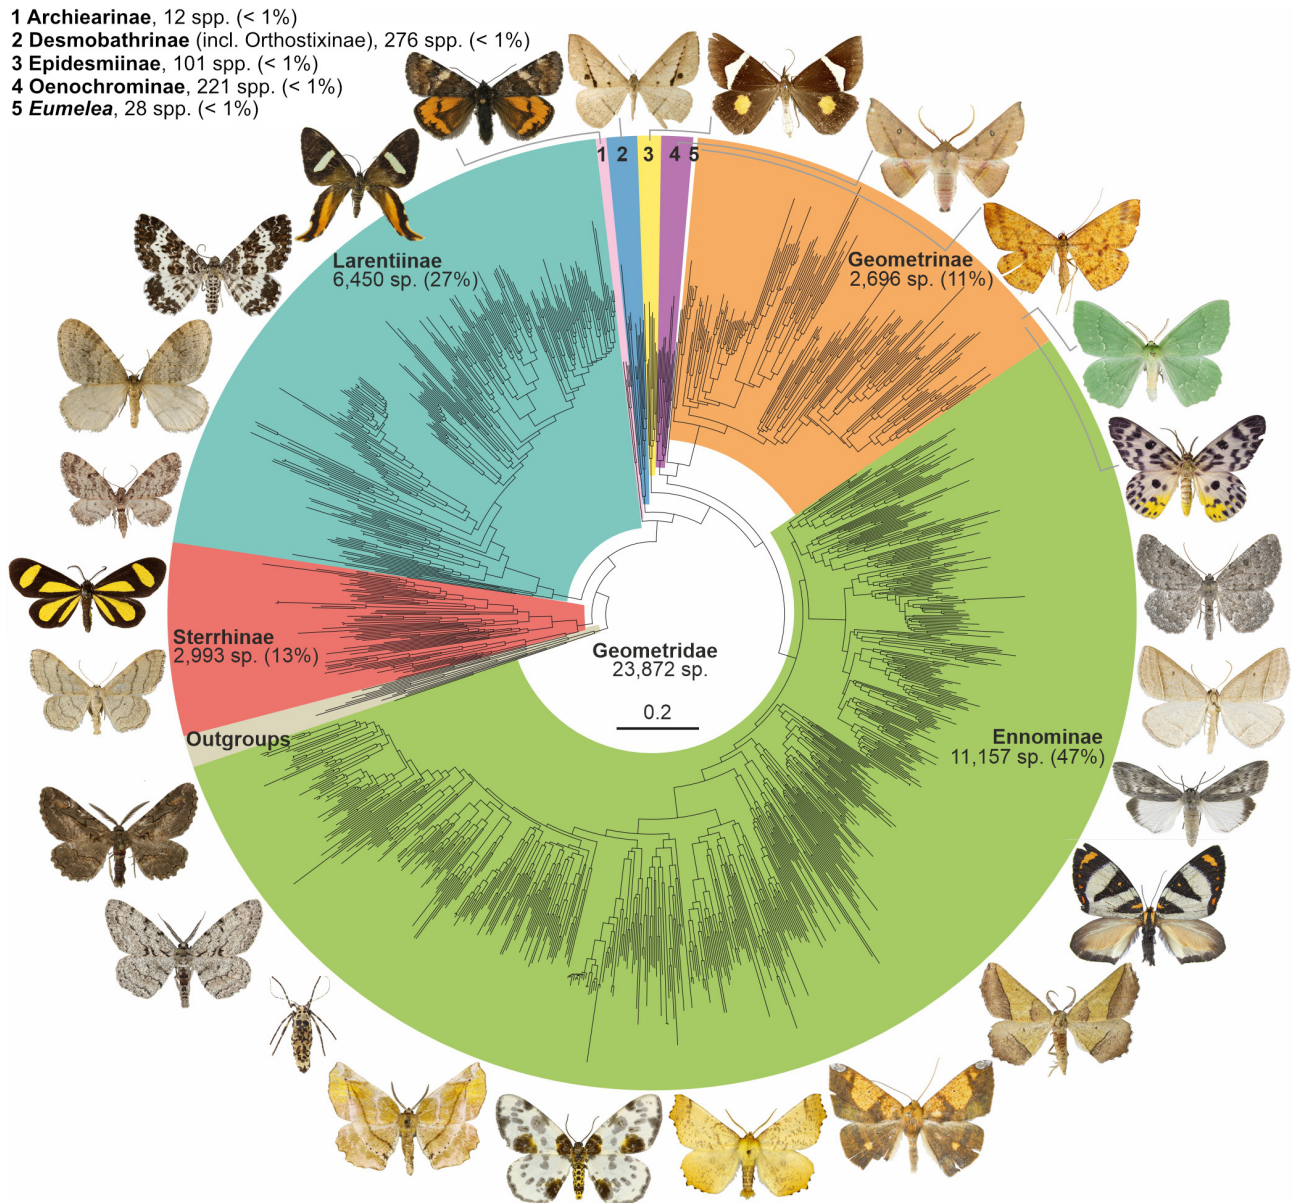 1 Archiearinae, 12 spp. (< 1%)
2 Desmobathrinae (incl. Orthostixinae), 276 spp. (< 1%)
3 Epidesmiinae, 101 spp. (< 1%)
4 Oenochrominae, 221 spp. (< 1%)
5 Eumelea, 28 spp. (< 1%)
1 2 3 4 5
Larentiinae
6,450 sp. (27%)
Geometrinae
2,696 sp. (11%)
Sterrhinae
2,993 sp. (13%)
Geometridae
23,872 sp.
0.2
Outgroups
Ennominae
11,157 sp. (47%)